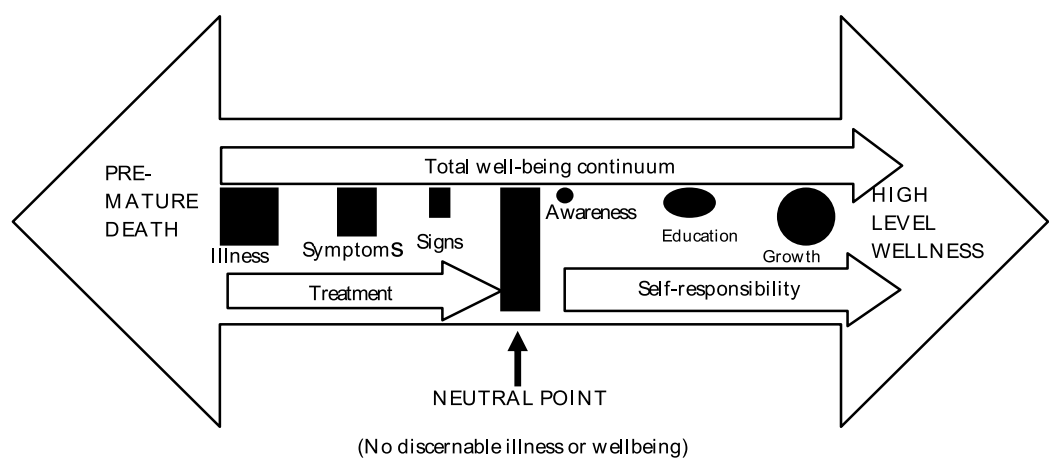 Total well-being continuum
PRE-
MATURE
DEATH
HIGH
LEVEL
WELLNESS
Illness
Symptoms
Signs
Awareness
Education
Growth
Treatment
Self-responsibility
NEUTRAL POINT
(No discernable illness or wellbeing)